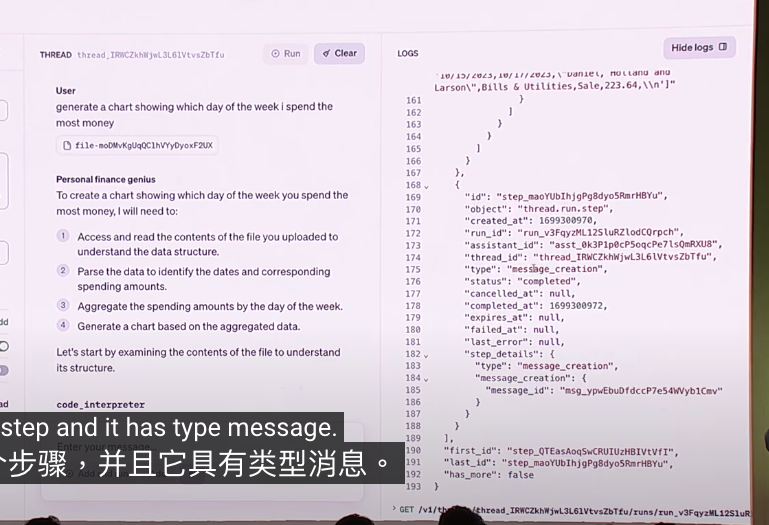 THREAD thread_IRWCZkhWjwL3L6lVtvsZbTfu
Run
Clear
User
generate a chart showing which day of the week i spend the
most money
file-moDMvKgUqQClhVYyDyoxF2UX
Personal finance genius
To create a chart showing which day of the week you spend the
most money, I will need to:
1 Access and read the contents of the file you uploaded to
understand the data structure.
2 Parse the data to identify the dates and corresponding
spending amounts.
3 Aggregate the spending amounts by the day of the week.
4 Generate a chart based on the aggregated data.
Let's start by examining the contents of the file to understand
its structure.
code_interpreter
Enter your message
LOGS
Hide logs
"10/15/2023,10/17/2023,\"Daniel, Holland and
Larson\",Bills & Utilities,Sale,223.64,\\n']"
161 }
162 ]
163 }
164 }
165 ]
166 }
167 },
168 {
169 "id": "step_maoYUbIhjgPg8dyo5RmrHBYu",
170 "object": "thread.run.step",
171 "created_at": 1699300970,
172 "run_id": "run_v3FqyzML12SluRZlodCQrpch",
173 "assistant_id": "asst_0k3P1p0cP5oqcPe7lsQmRXU8",
174 "thread_id": "thread_IRWCZkhWjwL3L6lVtvsZbTfu",
175 "type": "message_creation",
176 "status": "completed",
177 "cancelled_at": null,
178 "completed_at": 1699300972,
179 "expires_at": null,
180 "failed_at": null,
181 "last_error": null,
182 "step_details": {
183 "type": "message_creation",
184 "message_creation": {
185 "message_id": "msg_ypwEbuDfdccP7e54WVyb1Cmv"
186 }
187 }
188 }
189 ],
190 "first_id": "step_QTEasAoqSwCRUIUzHBIVtVfI",
191 "last_id": "step_maoYUbIhjgPg8dyo5RmrHBYu",
192 "has_more": false
193 }
GET /v1/threads/thread_IRWCZkhWjwL3L6lVtvsZbTfu/runs/run_v3FqyzML12SluR
step and it has type message.
个步骤，并且它具有类型消息。